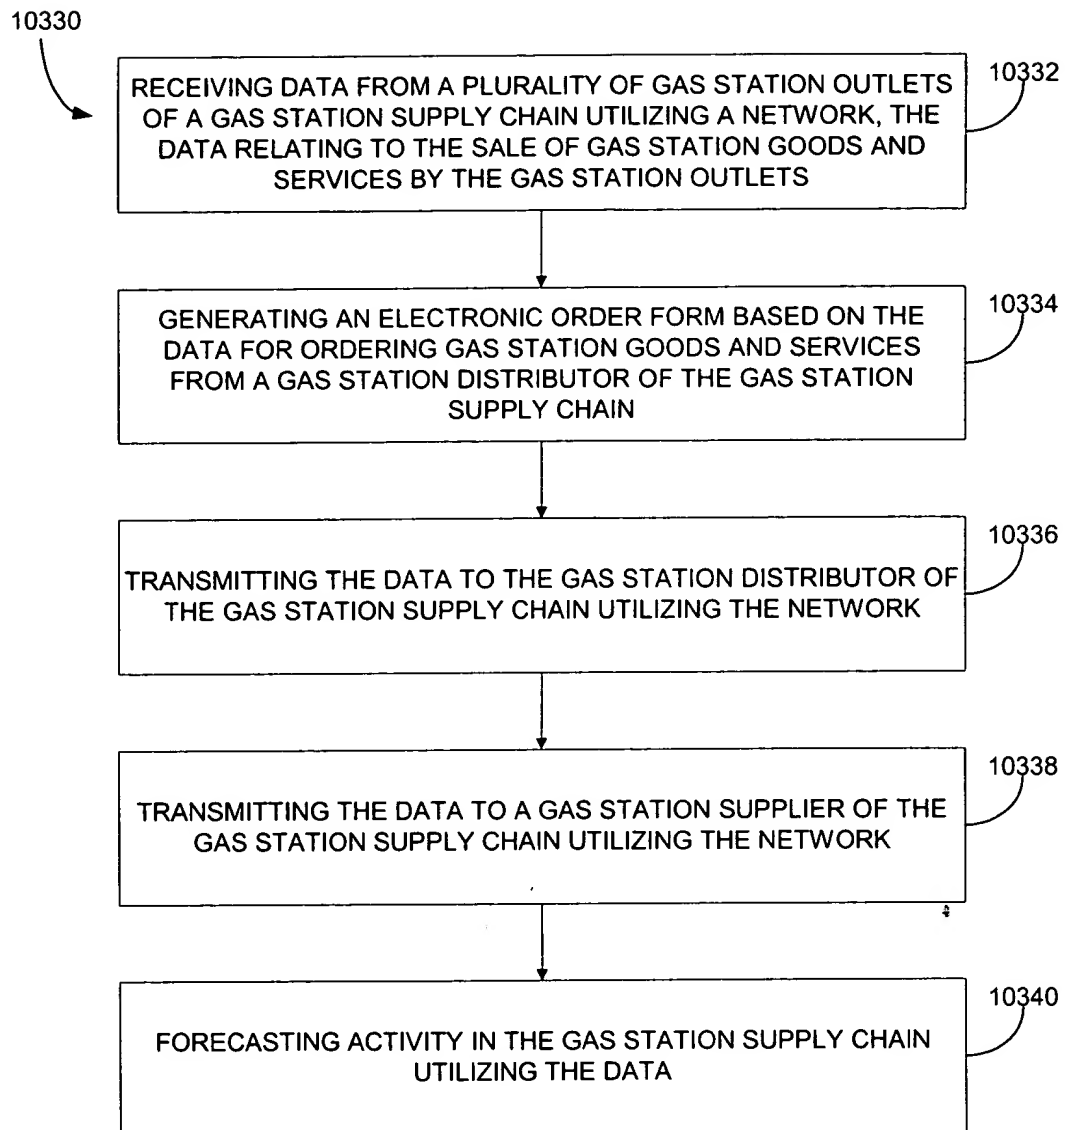 10330
10332
RECEIVING DATA FROM A PLURALITY OF GAS STATION OUTLETS
OF A GAS STATION SUPPLY CHAIN UTILIZING A NETWORK, THE
DATA RELATING TO THE SALE OF GAS STATION GOODS AND
SERVICES BY THE GAS STATION OUTLETS
10334
GENERATING AN ELECTRONIC ORDER FORM BASED ON THE
DATA FOR ORDERING GAS STATION GOODS AND SERVICES
FROM A GAS STATION DISTRIBUTOR OF THE GAS STATION
SUPPLY CHAIN
10336
TRANSMITTING THE DATA TO THE GAS STATION DISTRIBUTOR OF
THE GAS STATION SUPPLY CHAIN UTILIZING THE NETWORK
10338
TRANSMITTING THE DATA TO A GAS STATION SUPPLIER OF THE
GAS STATION SUPPLY CHAIN UTILIZING THE NETWORK
10340
FORECASTING ACTIVITY IN THE GAS STATION SUPPLY CHAIN
UTILIZING THE DATA